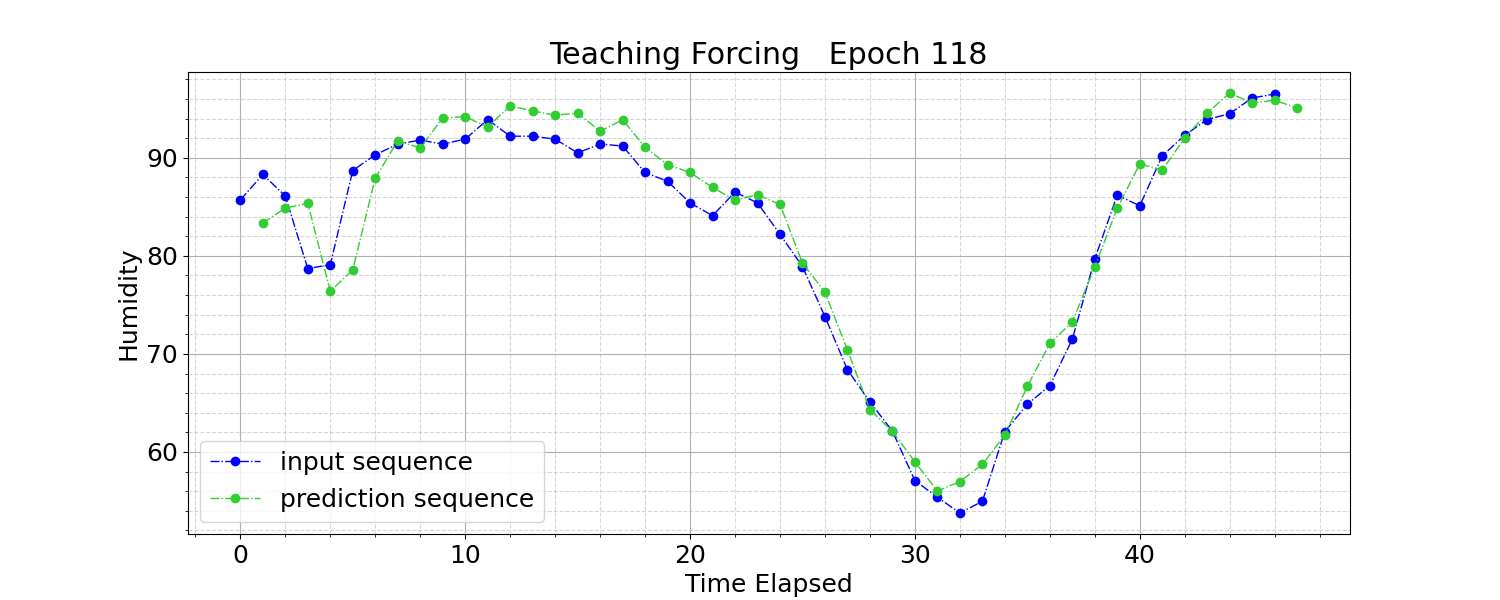 Teaching Forcing   Epoch 118
Humidity
90
80
70
60
input sequence
prediction sequence
0 10 20 30 40
Time Elapsed